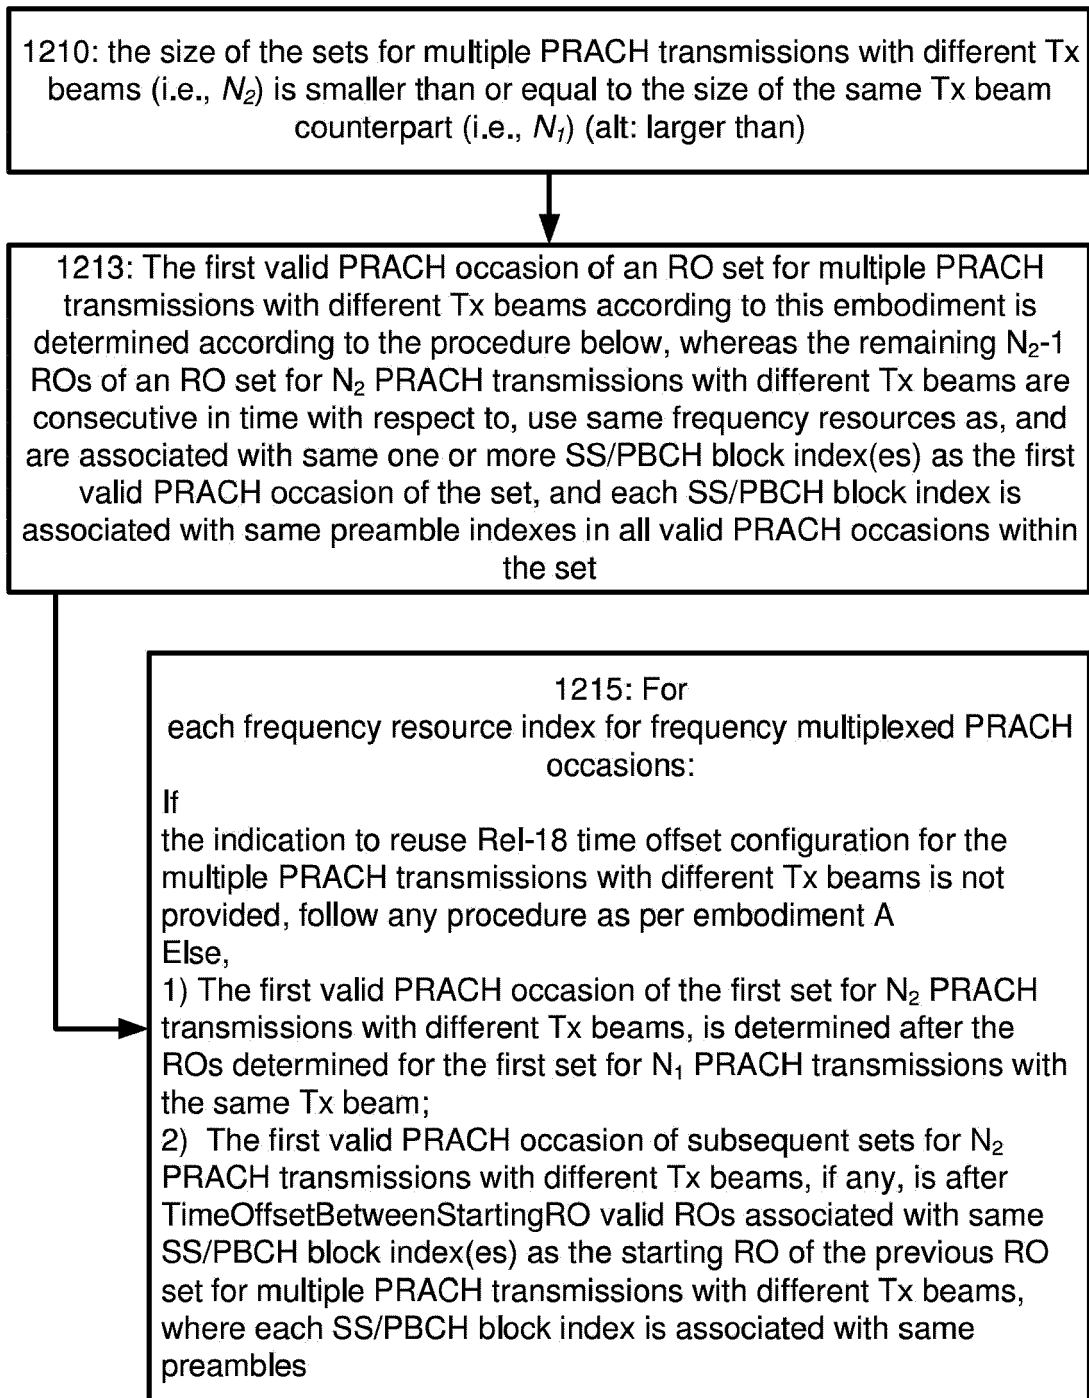 1210: the size of the sets for multiple PRACH transmissions with different Tx
beams (i.e., N₂) is smaller than or equal to the size of the same Tx beam
counterpart (i.e., N₁) (alt: larger than)
1213: The first valid PRACH occasion of an RO set for multiple PRACH
transmissions with different Tx beams according to this embodiment is
determined according to the procedure below, whereas the remaining N₂-1
ROs of an RO set for N₂ PRACH transmissions with different Tx beams are
consecutive in time with respect to, use same frequency resources as, and
are associated with same one or more SS/PBCH block index(es) as the first
valid PRACH occasion of the set, and each SS/PBCH block index is
associated with same preamble indexes in all valid PRACH occasions within
the set
1215: For
each frequency resource index for frequency multiplexed PRACH
occasions:
If
the indication to reuse Rel-18 time offset configuration for the
multiple PRACH transmissions with different Tx beams is not
provided, follow any procedure as per embodiment A
Else,
1) The first valid PRACH occasion of the first set for N₂ PRACH
transmissions with different Tx beams, is determined after the
ROs determined for the first set for N₁ PRACH transmissions with
the same Tx beam;
2) The first valid PRACH occasion of subsequent sets for N₂
PRACH transmissions with different Tx beams, if any, is after
TimeOffsetBetweenStartingRO valid ROs associated with same
SS/PBCH block index(es) as the starting RO of the previous RO
set for multiple PRACH transmissions with different Tx beams,
where each SS/PBCH block index is associated with same
preambles